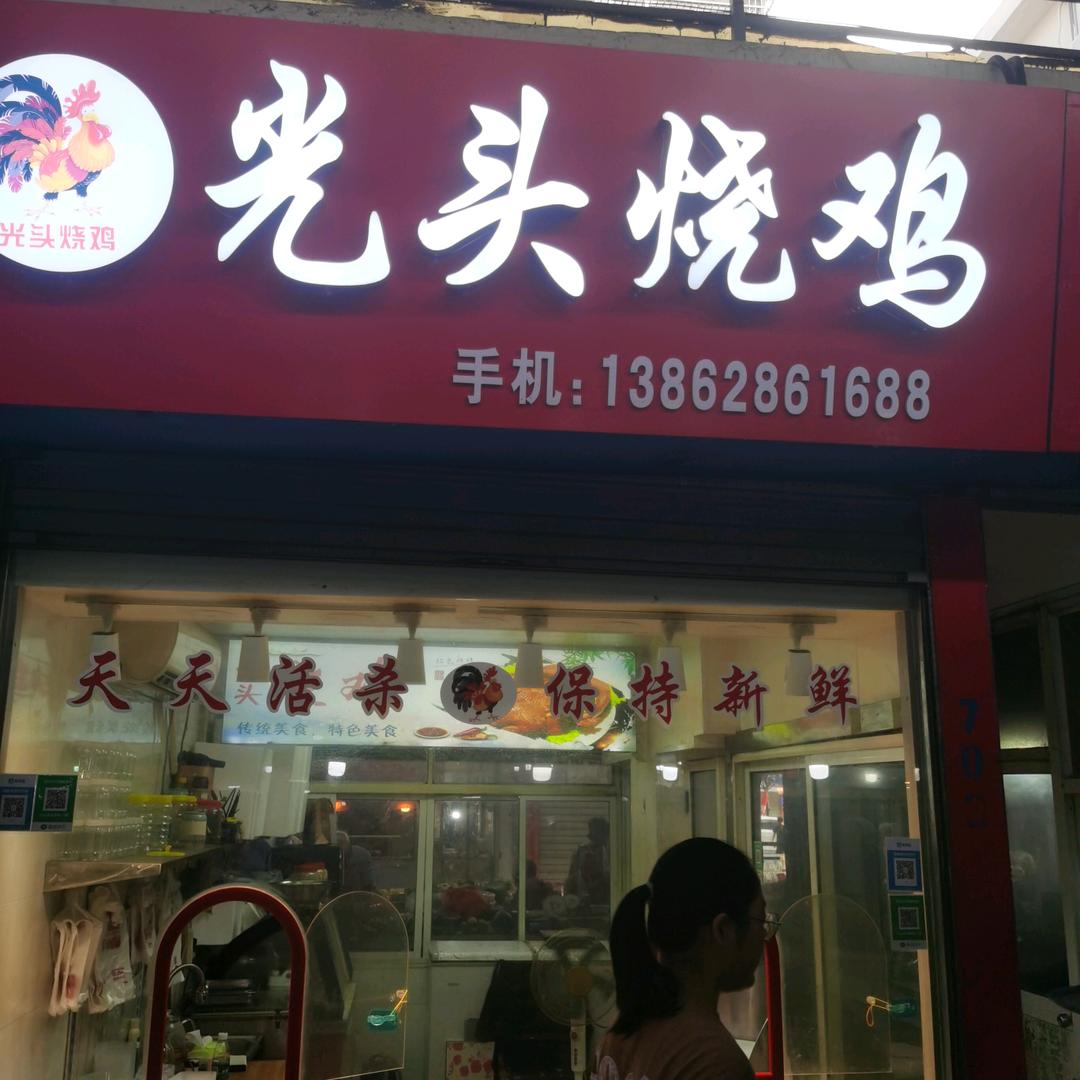 光头烧鸡
光头烧鸡
手机:13862861688
天天活杀 保持新鲜
传统美食，特色美食